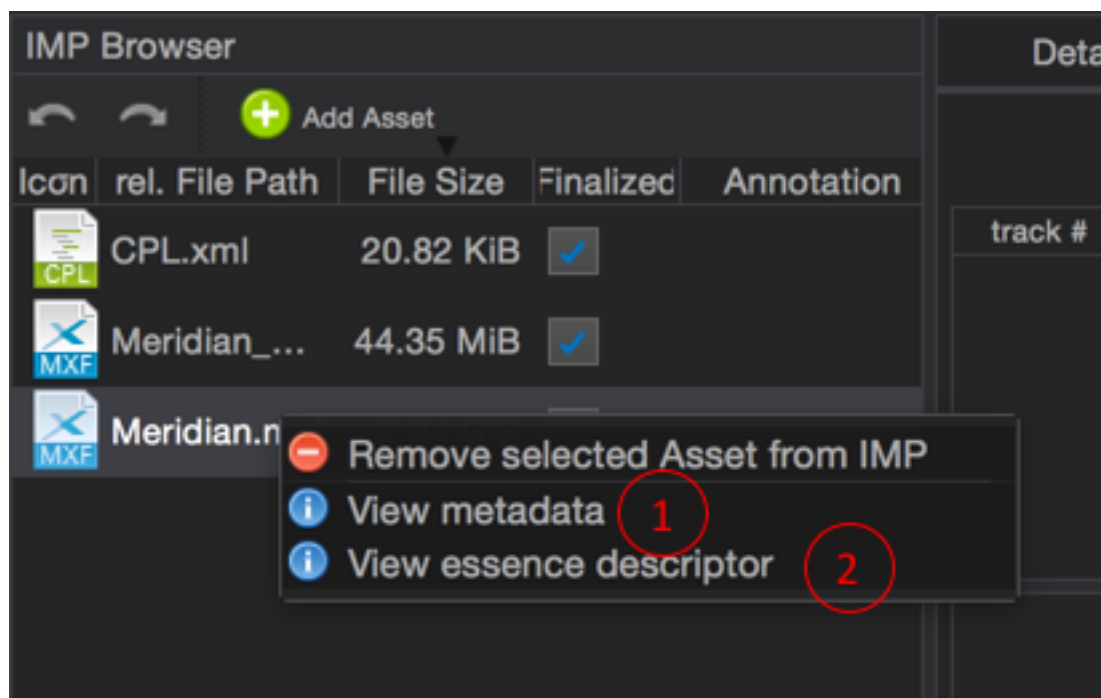 IMP Browser
Deta
Add Asset
Icon rel. File Path File Size Finalized Annotation
track #
CPL
CPL.xml 20.82 KiB
MXF
Meridian_... 44.35 MiB
MXF
Meridian.m
Remove selected Asset from IMP
View metadata 1
View essence descriptor 2